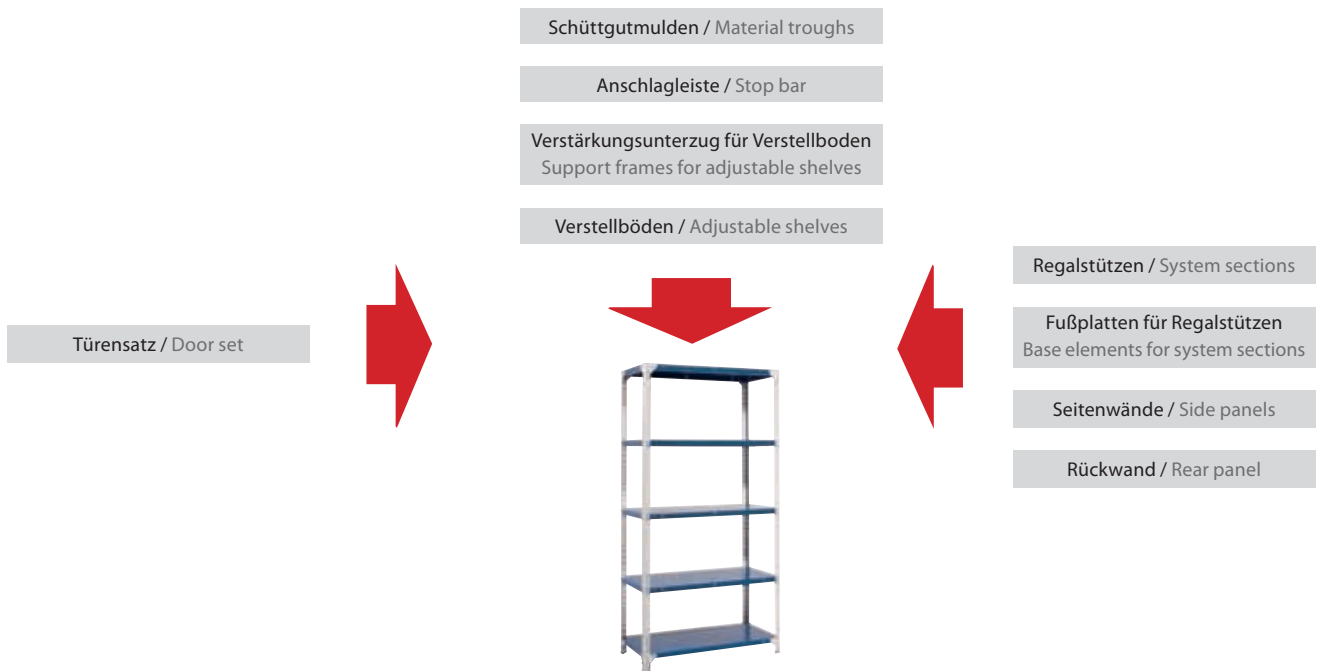 Schüttgutmulden / Material troughs
Anschlagleiste / Stop bar
Verstärkungsunterzug für Verstellboden
Support frames for adjustable shelves
Verstellböden / Adjustable shelves
Türensatz / Door set
Regalstützen / System sections
Fußplatten für Regalstützen
Base elements for system sections
Seitenwände / Side panels
Rückwand / Rear panel